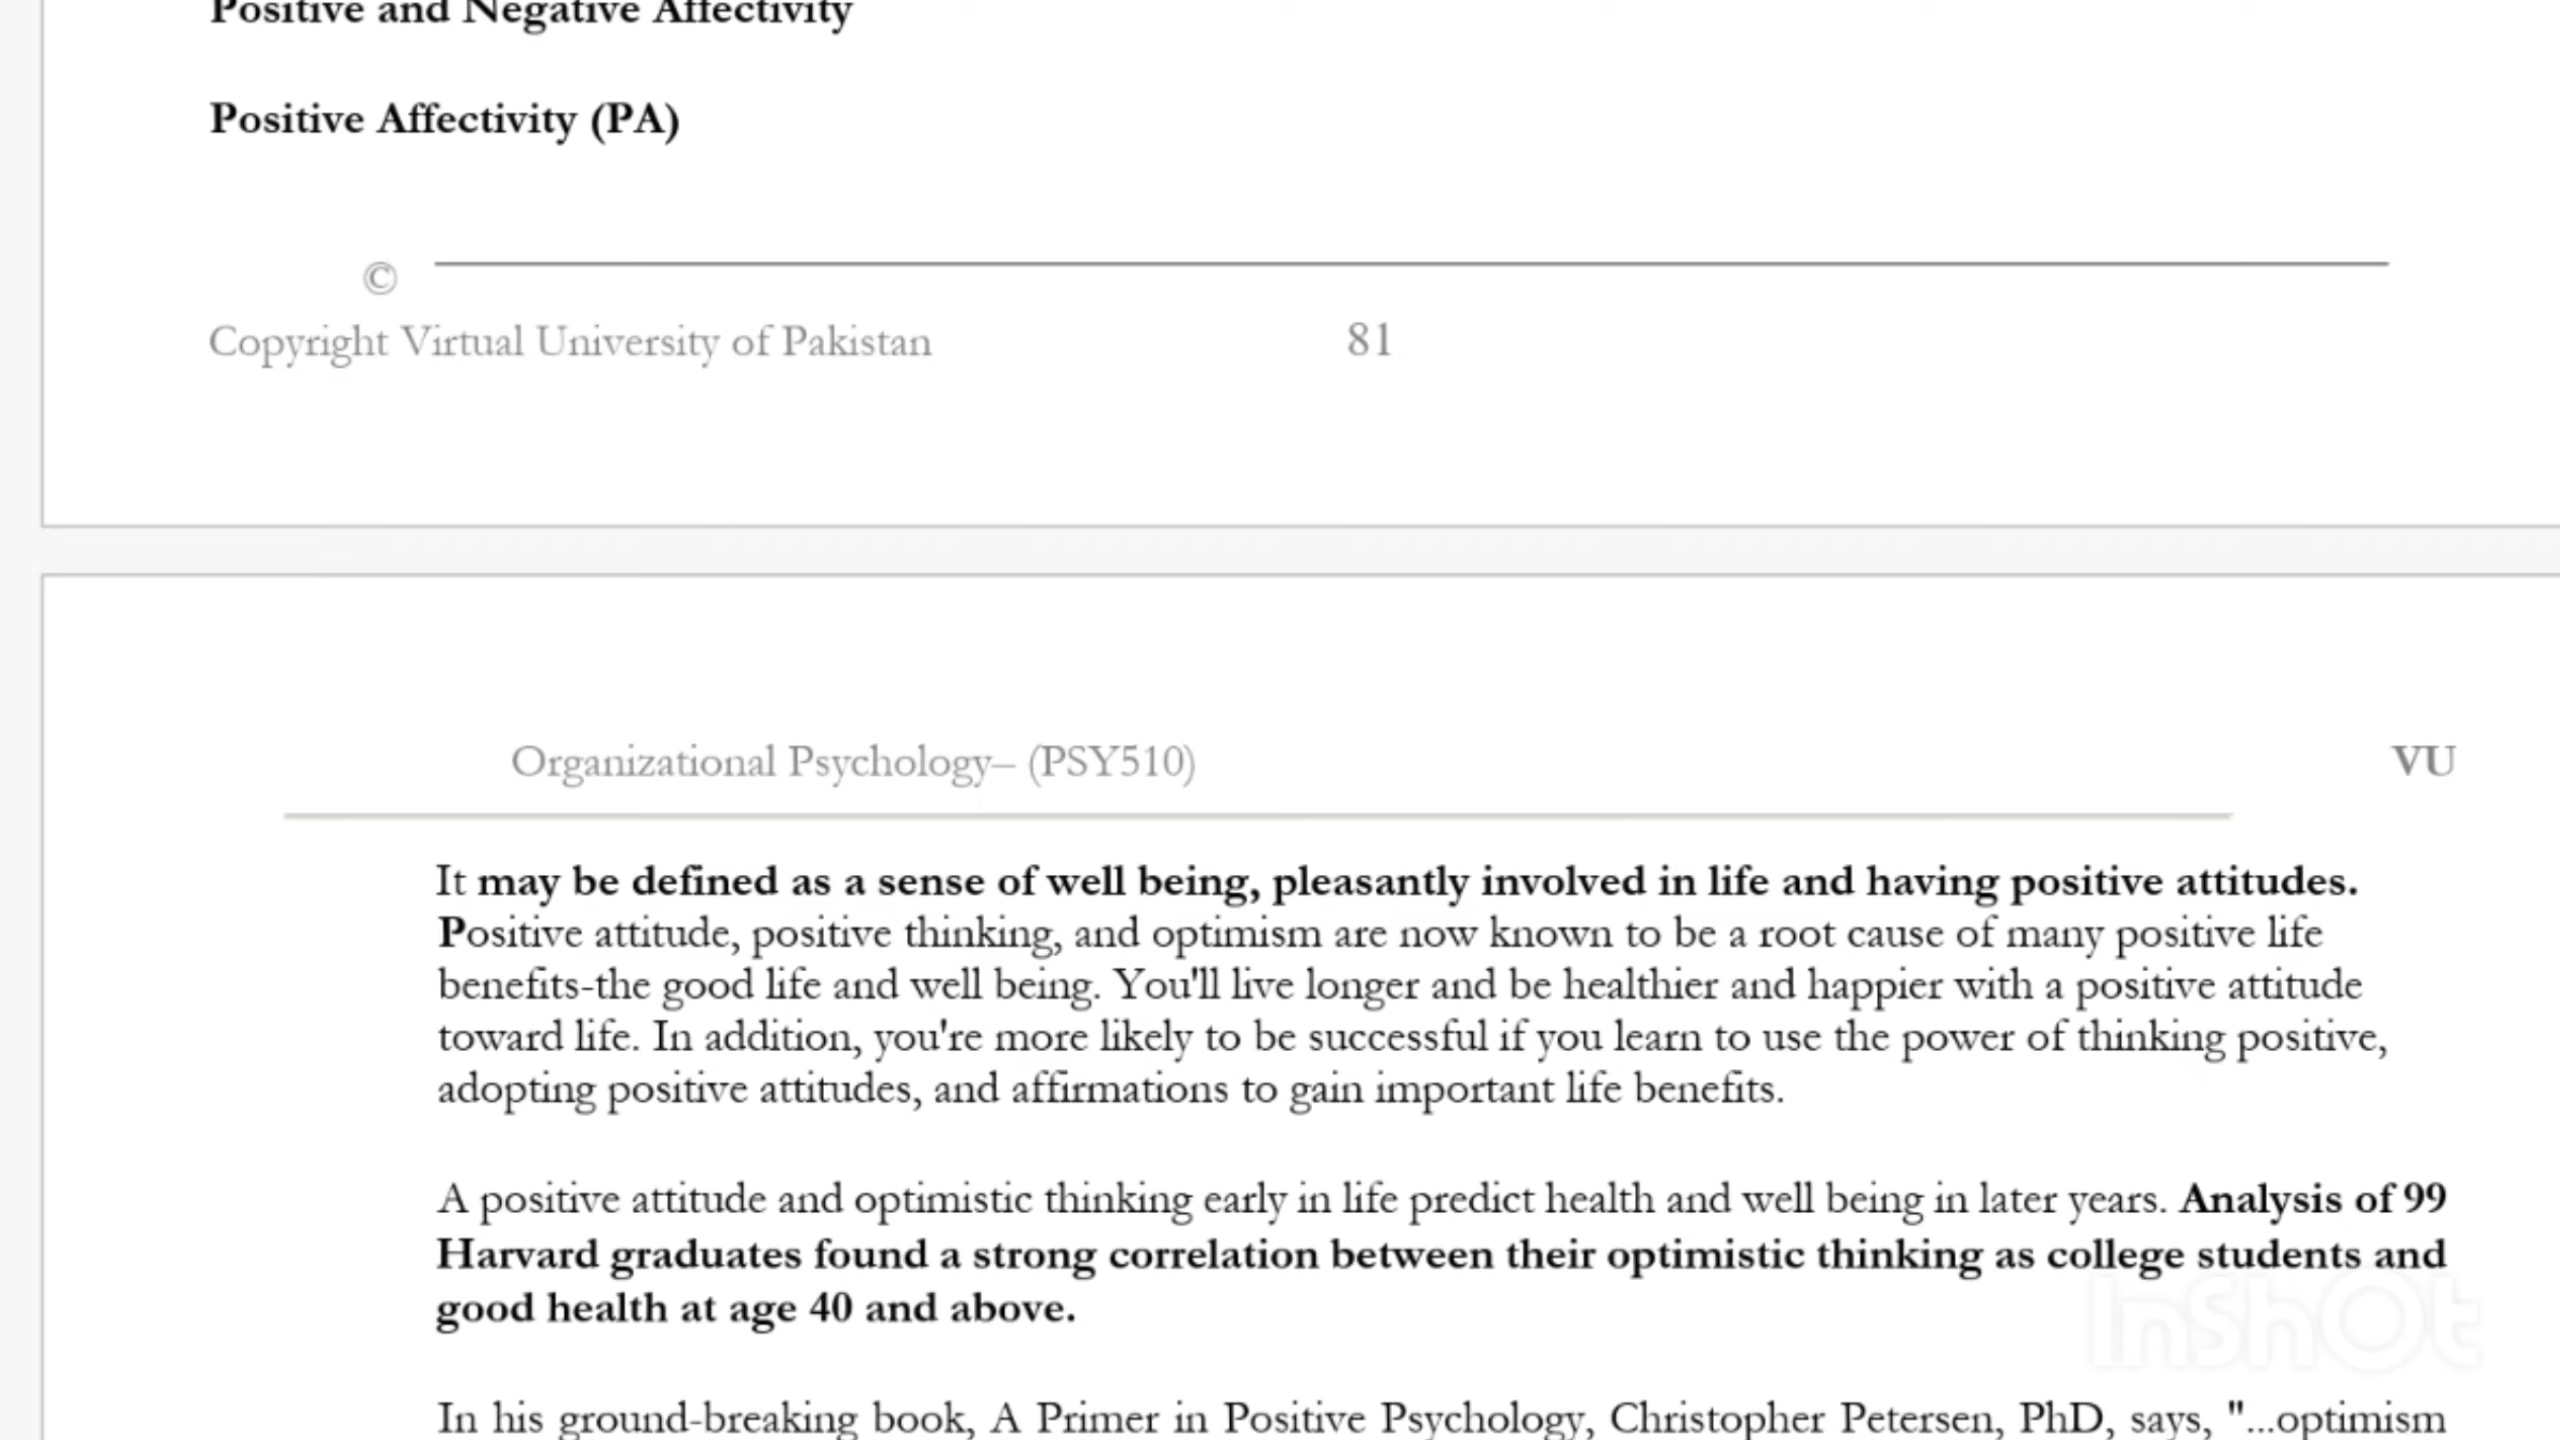 Positive and Negative Affectivity
Positive Affectivity (PA)
©
Copyright Virtual University of Pakistan 81
Organizational Psychology– (PSY510) VU
It may be defined as a sense of well being, pleasantly involved in life and having positive attitudes.
Positive attitude, positive thinking, and optimism are now known to be a root cause of many positive life
benefits-the good life and well being. You'll live longer and be healthier and happier with a positive attitude
toward life. In addition, you're more likely to be successful if you learn to use the power of thinking positive,
adopting positive attitudes, and affirmations to gain important life benefits.
A positive attitude and optimistic thinking early in life predict health and well being in later years. Analysis of 99
Harvard graduates found a strong correlation between their optimistic thinking as college students and
good health at age 40 and above.
InShOt
In his ground-breaking book, A Primer in Positive Psychology, Christopher Petersen, PhD, says, "...optimism